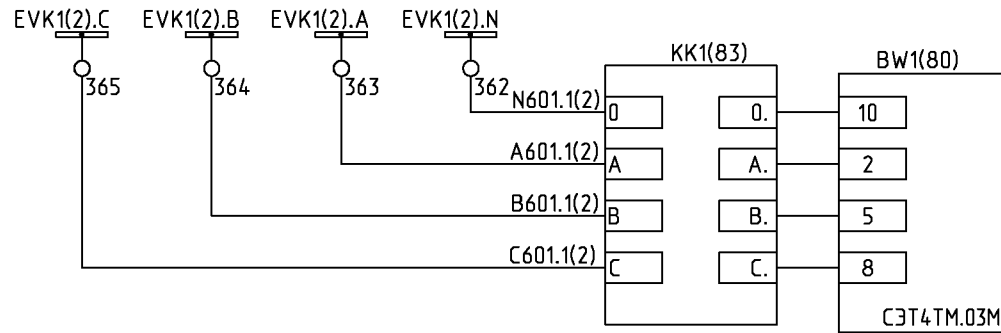 EVK1(2).C EVK1(2).B EVK1(2).A EVK1(2).N
KK1(83)
BW1(80)
365 364 363 362
N601.1(2) 0 0. 10
A601.1(2) A A. 2
B601.1(2) B B. 5
C601.1(2) C C. 8
СЭТ4ТМ.03М